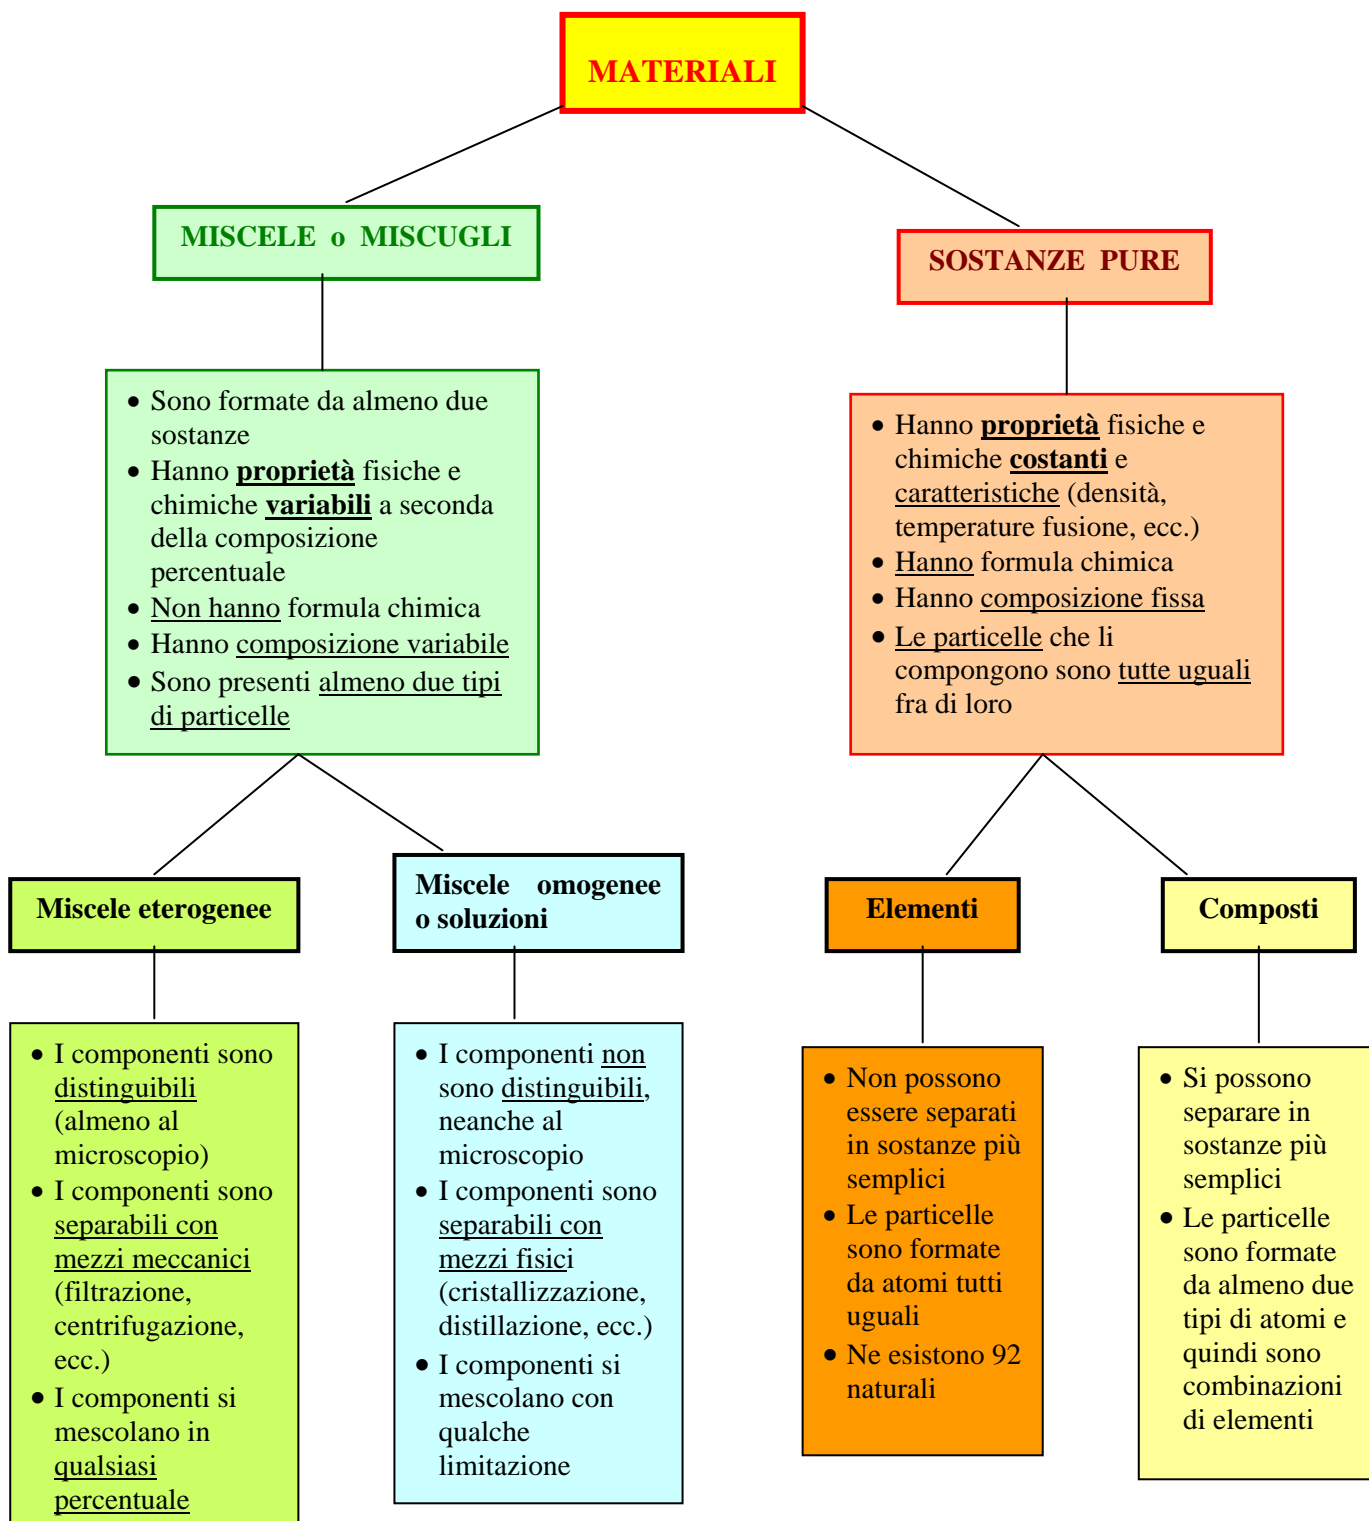 MATERIALI
MISCELE o MISCUGLI
SOSTANZE PURE
• Sono formate da almeno due
sostanze
• Hanno proprietà fisiche e
chimiche variabili a seconda
della composizione
percentuale
• Non hanno formula chimica
• Hanno composizione variabile
• Sono presenti almeno due tipi
di particelle
• Hanno proprietà fisiche e
chimiche costanti e
caratteristiche (densità,
temperature fusione, ecc.)
• Hanno formula chimica
• Hanno composizione fissa
• Le particelle che li
compongono sono tutte uguali
fra di loro
Miscele eterogenee
Miscele omogenee
o soluzioni
Elementi
Composti
• I componenti sono
distinguibili
(almeno al
microscopio)
• I componenti sono
separabili con
mezzi meccanici
(filtrazione,
centrifugazione,
ecc.)
• I componenti si
mescolano in
qualsiasi
percentuale
• I componenti non
sono distinguibili,
neanche al
microscopio
• I componenti sono
separabili con
mezzi fisici
(cristallizzazione,
distillazione, ecc.)
• I componenti si
mescolano con
qualche
limitazione
• Non possono
essere separati
in sostanze più
semplici
• Le particelle
sono formate
da atomi tutti
uguali
• Ne esistono 92
naturali
• Si possono
separare in
sostanze più
semplici
• Le particelle
sono formate
da almeno due
tipi di atomi e
quindi sono
combinazioni
di elementi